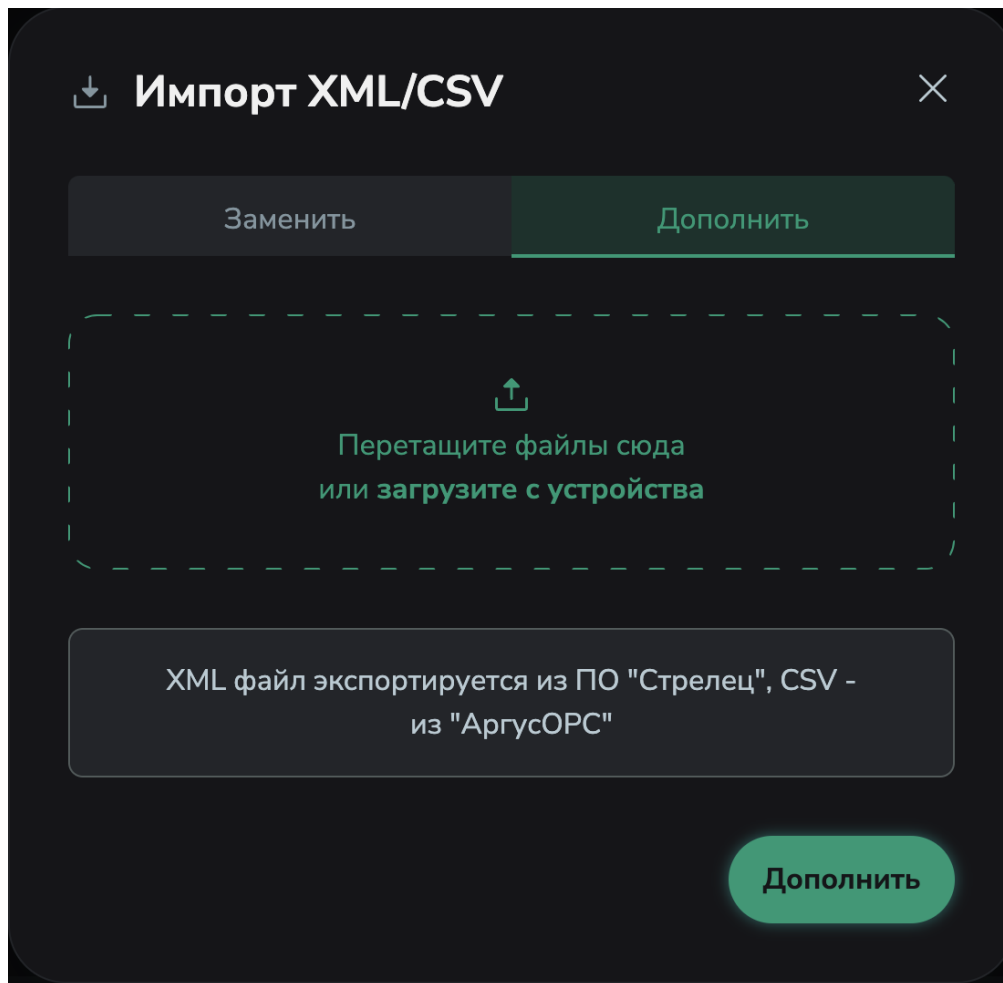 Импорт XML/CSV
Заменить
Дополнить
Перетащите файлы сюда
или загрузите с устройства
XML файл экспортируется из ПО "Стрелец", CSV -
из "АргусОРС"
Дополнить